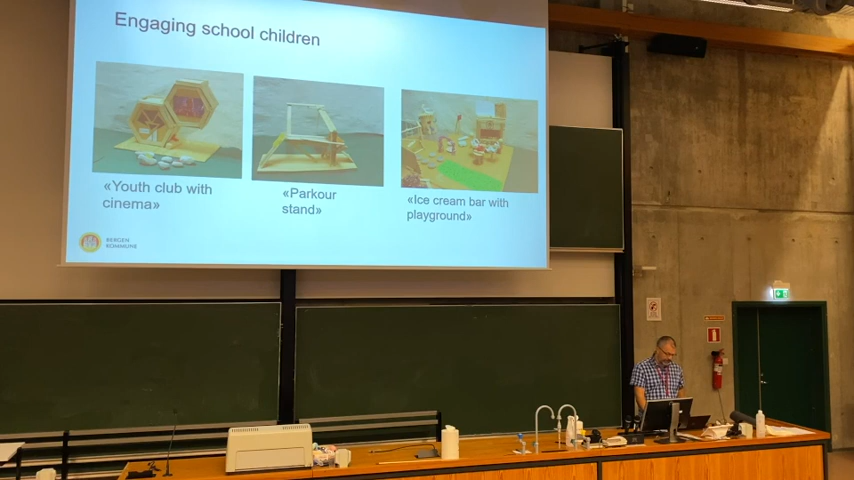 Engaging school children
«Youth club with
cinema»
«Parkour
stand»
«Ice cream bar with
playground»
BERGEN
KOMMUNE